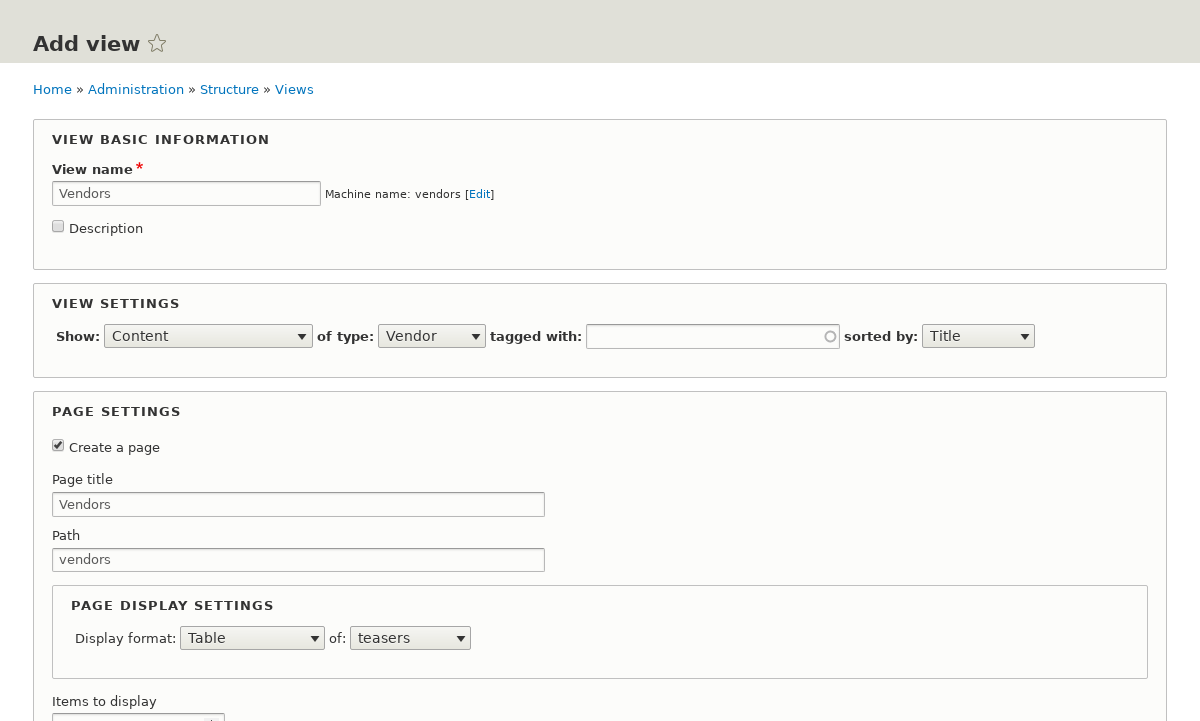 Add view
Home » Administration » Structure » Views
VIEW BASIC INFORMATION
View name *
Vendors Machine name: vendors [Edit]
Description
VIEW SETTINGS
Show: Content of type: Vendor tagged with: sorted by: Title
PAGE SETTINGS
Create a page
Page title
Vendors
Path
vendors
PAGE DISPLAY SETTINGS
Display format: Table of: teasers
Items to display